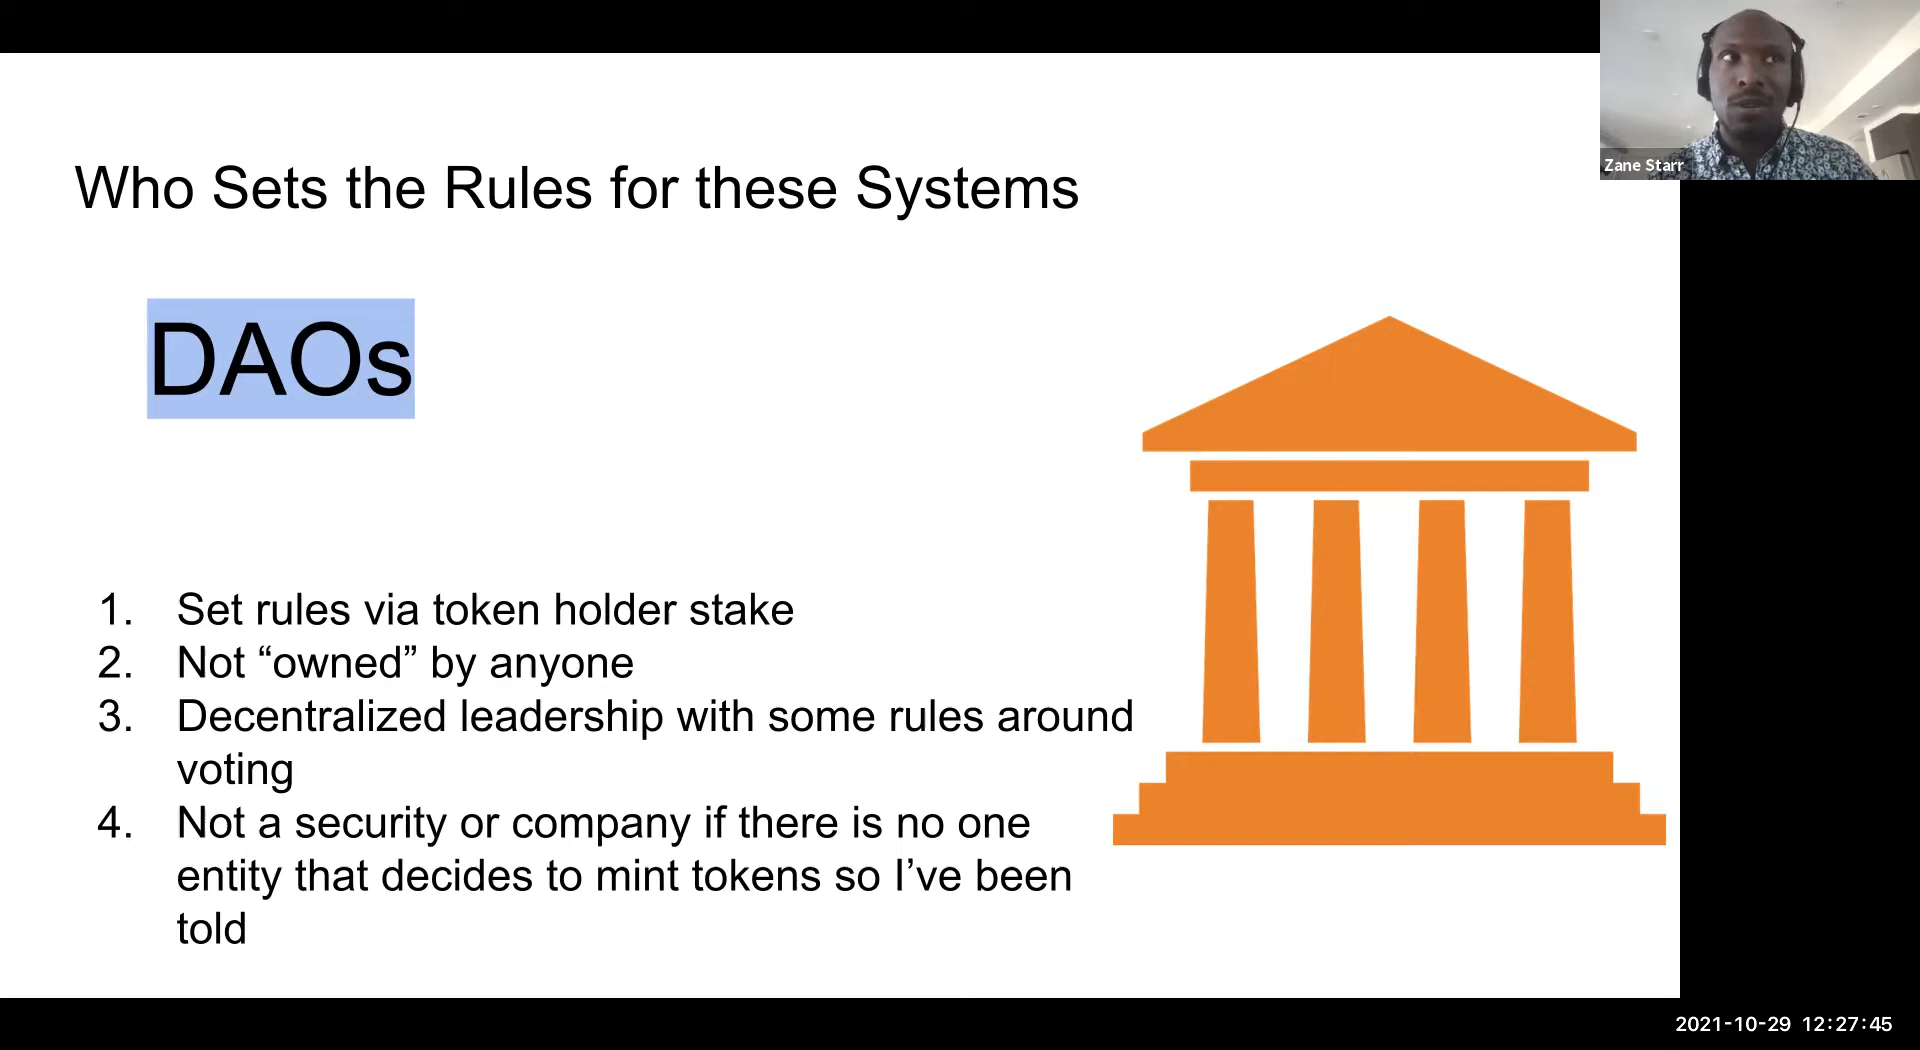 Zane Starr
Who Sets the Rules for these Systems
DAOs
1. Set rules via token holder stake
2. Not “owned” by anyone
3. Decentralized leadership with some rules around
voting
4. Not a security or company if there is no one
entity that decides to mint tokens so I’ve been
told
2021-10-29 12:27:45